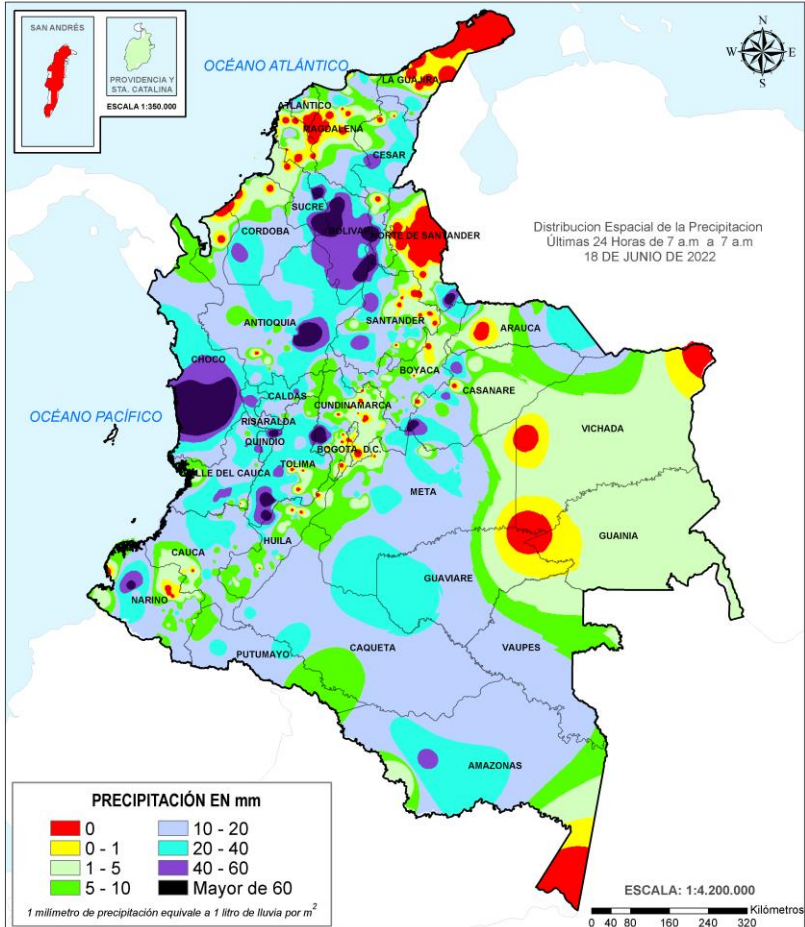 SAN ANDRÉS
PROVIDENCIA Y
STA. CATALINA
ESCALA 1:350.000
OCÉANO ATLÁNTICO
N
W E
S
LA GUAJIRA
ATLANTICO
MAGDALENA
CESAR
SUCRE
BOLIVAR
NORTE DE SANTANDER
CORDOBA
Distribucion Espacial de la Precipitacion
Últimas 24 Horas de 7 a.m a 7 a.m
18 DE JUNIO DE 2022
ANTIOQUIA
SANTANDER
ARAUCA
CHOCO
BOYACA
CASANARE
CALDAS
CUNDINAMARCA
OCÉANO PACÍFICO
RISARALDA
VICHADA
QUINDIO
BOGOTA, D.C.
TOLIMA
VALLE DEL CAUCA
META
HUILA
GUAINIA
CAUCA
GUAVIARE
NARIÑO
PUTUMAYO
CAQUETA
VAUPES
AMAZONAS
PRECIPITACIÓN EN mm
0
0 - 1
1 - 5
5 - 10
10 - 20
20 - 40
40 - 60
Mayor de 60
1 milímetro de precipitación equivale a 1 litro de lluvia por m²
ESCALA: 1:4.200.000
Kilómetros
0 40 80 160 240 320